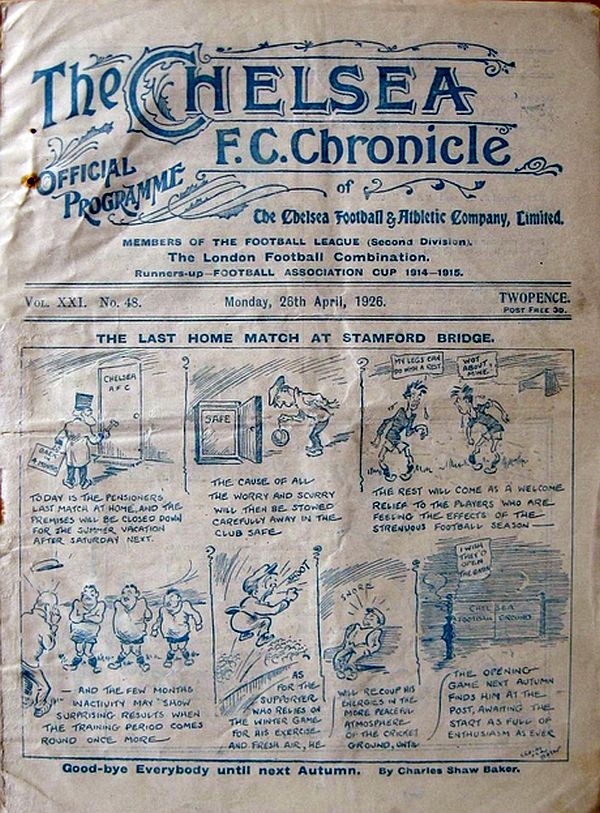 The CHELSEA
F.C. Chronicle
OFFICIAL
PROGRAMME
of
The Chelsea Football & Athletic Company, Limited.
MEMBERS OF THE FOOTBALL LEAGUE (Second Division).
The London Football Combination.
Runners-up—FOOTBALL ASSOCIATION CUP 1914-1915.
VOL. XXI. No. 48.
Monday, 26th April, 1926.
TWOPENCE.
POST FREE 3D.
THE LAST HOME MATCH AT STAMFORD BRIDGE.
CHELSEA
A F C
MONTHS
TODAY IS THE PENSIONERS
LAST MATCH AT HOME, AND THE
PREMISES WILL BE CLOSED DOWN
FOR THE SUMMER VACATION
AFTER SATURDAY NEXT.
SAFE
THE CAUSE OF ALL
THE WORRY AND SCURRY
WILL THEN BE STOWED
CAREFULLY AWAY IN THE
CLUB SAFE
MY LEGS CAN
DO WITH A REST
WOT
ABOUT
MINE
THE REST WILL COME AS A WELCOME
RELIEF TO THE PLAYERS WHO ARE
FEELING THE EFFECTS OF THE
STRENUOUS FOOTBALL SEASON —
— AND THE FEW MONTHS
INACTIVITY MAY SHOW
SURPRISING RESULTS WHEN
THE TRAINING PERIOD COMES
ROUND ONCE MORE —
SHOOT
AS
FOR THE
SUPPORTER
WHO RELIES ON
THE WINTER GAME
FOR HIS EXERCISE
AND FRESH AIR, HE
SNORE
WILL RECOUP HIS
ENERGIES IN THE
MORE PEACEFUL
ATMOSPHERE
OF THE CRICKET
GROUND, UNTIL
I WISH
THEY'D
OPEN
CHELSEA
FOOTBALL GROUND
THE OPENING
GAME NEXT AUTUMN
FINDS HIM AT THE
POST, AWAITING THE
START AS FULL OF
ENTHUSIASM AS EVER
Good-bye Everybody until next Autumn. By Charles Shaw Baker.